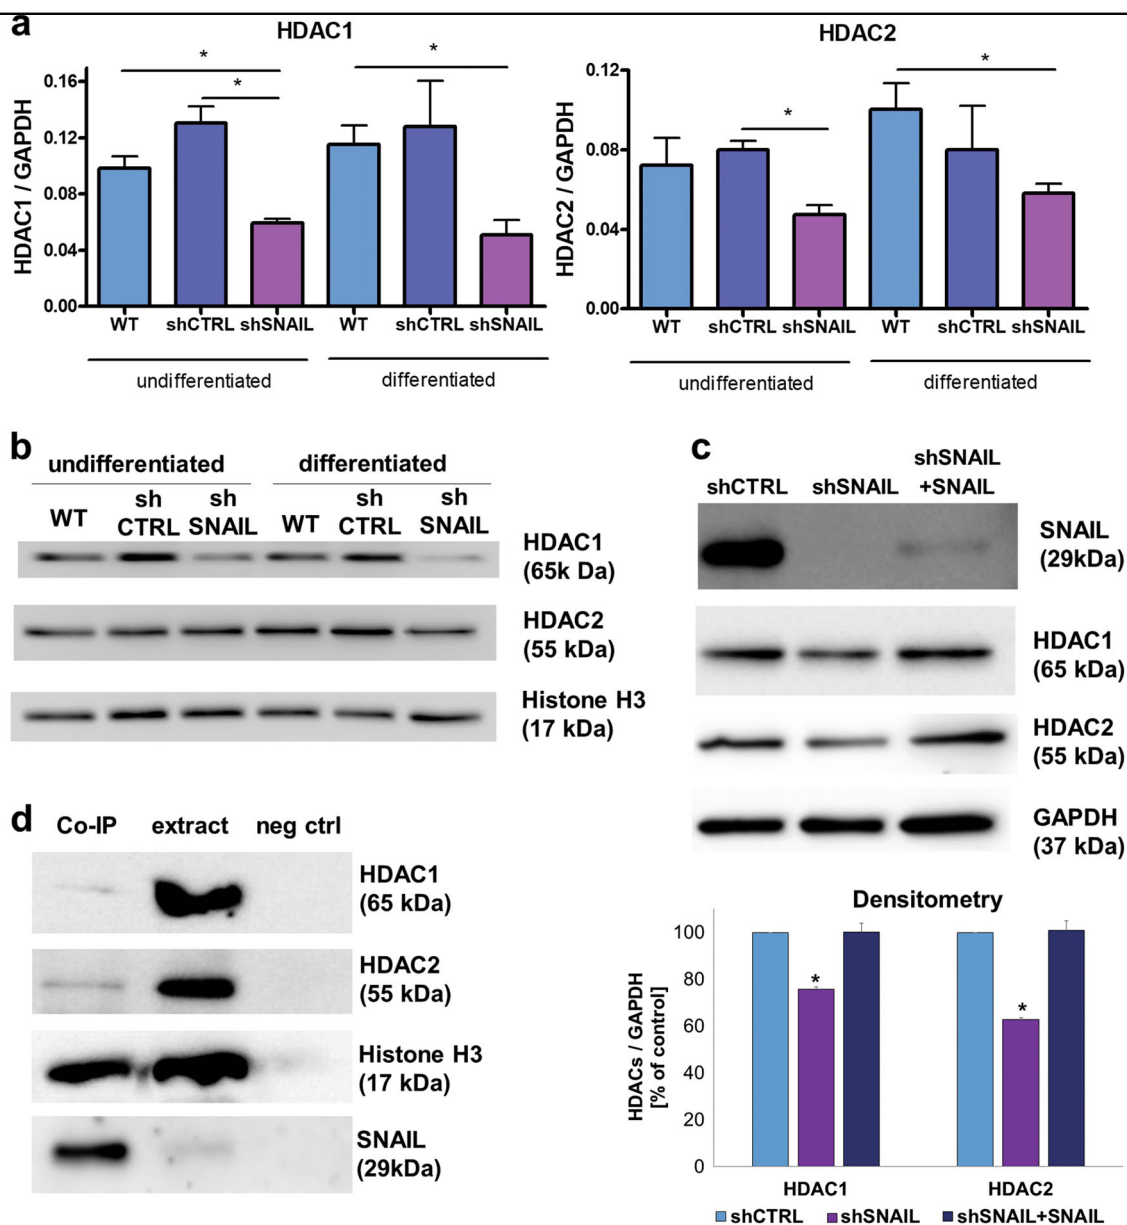 a
HDAC1
HDAC1 / GAPDH
0.16
0.12
0.08
0.04
0.00
*
*
*
WT shCTRL shSNAIL WT shCTRL shSNAIL
undifferentiated differentiated
HDAC2
HDAC2 / GAPDH
0.12
0.08
0.04
0.00
*
*
WT shCTRL shSNAIL WT shCTRL shSNAIL
undifferentiated differentiated
b
undifferentiated differentiated
WT sh CTRL sh SNAIL WT sh CTRL sh SNAIL
HDAC1
(65k Da)
HDAC2
(55 kDa)
Histone H3
(17 kDa)
c
shCTRL shSNAIL shSNAIL +SNAIL
SNAIL
(29kDa)
HDAC1
(65 kDa)
HDAC2
(55 kDa)
GAPDH
(37 kDa)
Densitometry
HDACs / GAPDH
[% of control]
100
80
60
40
20
0
*
*
HDAC1 HDAC2
shCTRL shSNAIL shSNAIL+SNAIL
d
Co-IP extract neg ctrl
HDAC1
(65 kDa)
HDAC2
(55 kDa)
Histone H3
(17 kDa)
SNAIL
(29kDa)